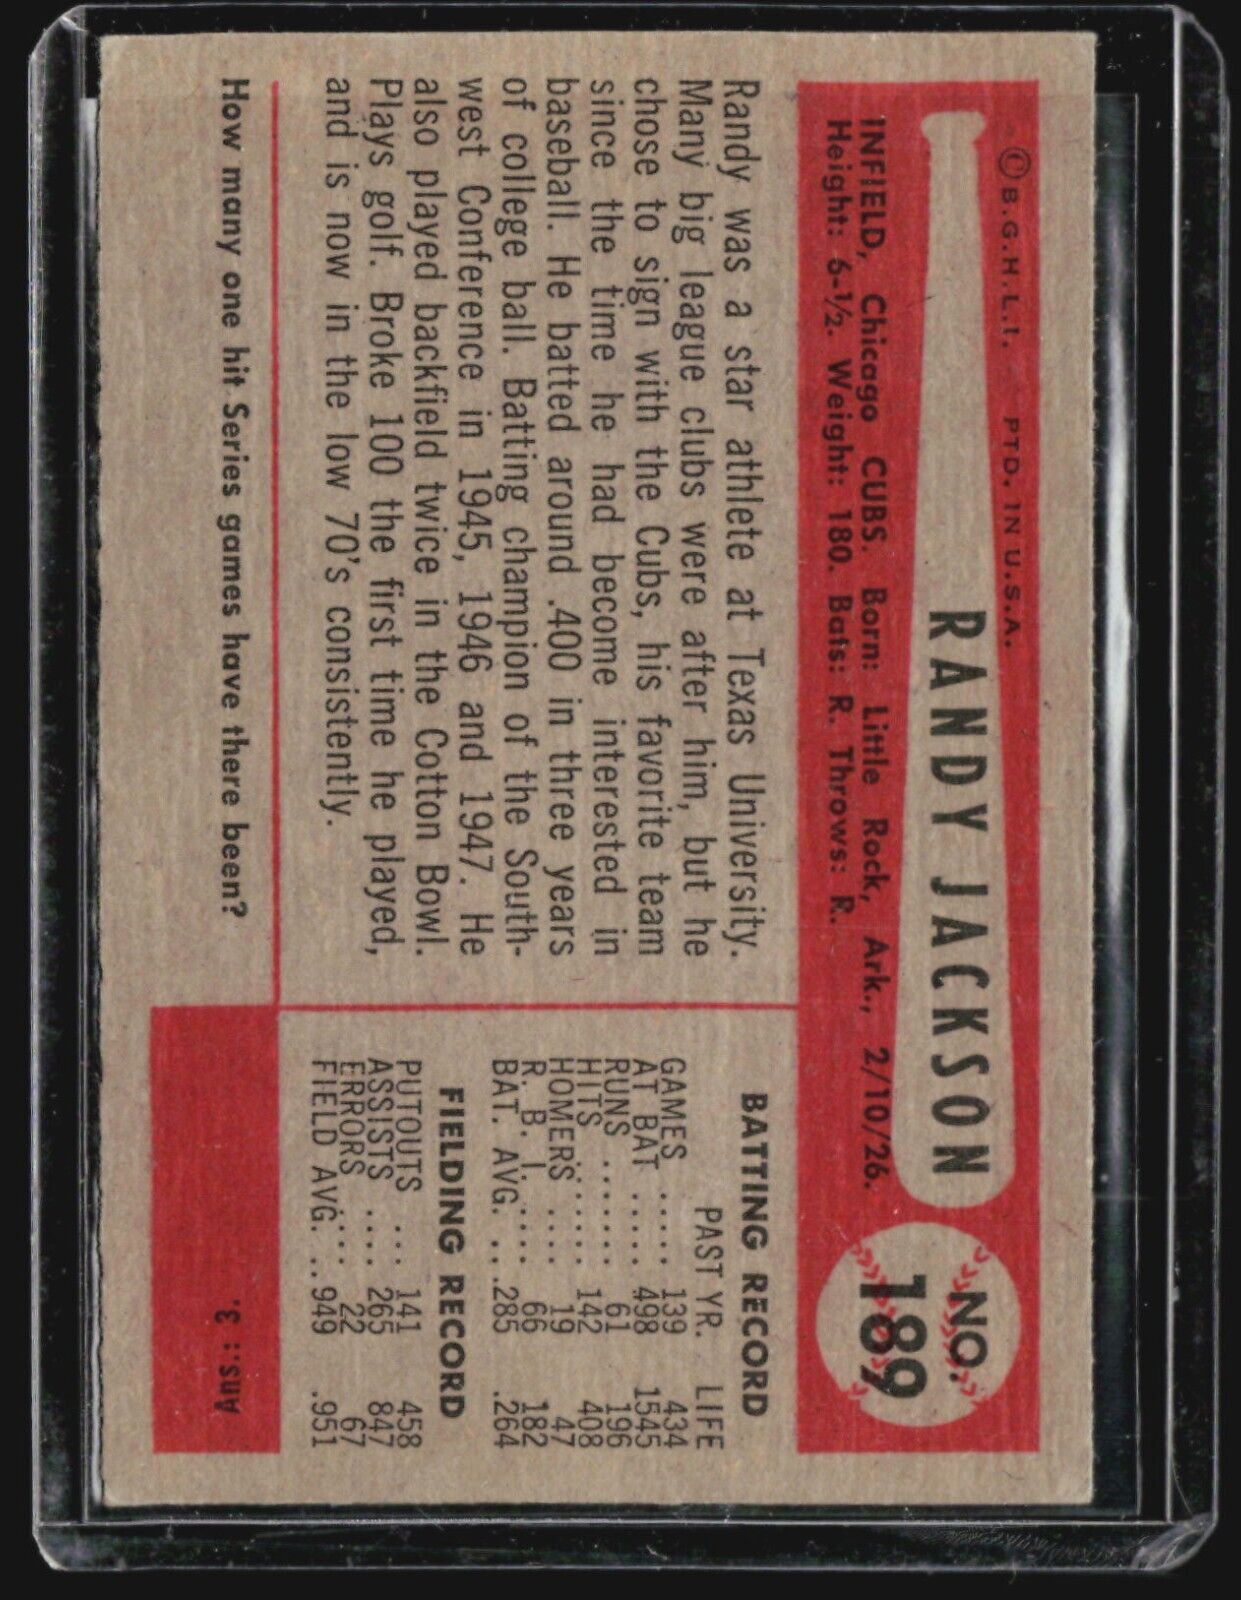 © B.G.H.L.I. PTD. IN U.S.A.
RANDY JACKSON
NO.
189
INFIELD, Chicago CUBS. Born: Little Rock, Ark., 2/10/26.
Height: 6-½. Weight: 180. Bats: R. Throws: R.
Randy was a star athlete at Texas University.
Many big league clubs were after him, but he
chose to sign with the Cubs, his favorite team
since the time he had become interested in
baseball. He batted around .400 in three years
of college ball. Batting champion of the South-
west Conference in 1945, 1946 and 1947. He
also played backfield twice in the Cotton Bowl.
Plays golf. Broke 100 the first time he played,
and is now in the low 70's consistently.
BATTING RECORD
PAST YR. LIFE
GAMES ..... 139 434
AT BAT ..... 498 1545
RUNS ....... 61 196
HITS ....... 142 408
HOMERS ..... 19 47
R. B. I. .... 66 182
BAT. AVG. ...285 .264
FIELDING RECORD
PUTOUTS ... 141 458
ASSISTS .... 265 847
ERRORS ..... 22 67
FIELD AVG. ..949 .951
How many one hit Series games have there been?
Ans.: 3.